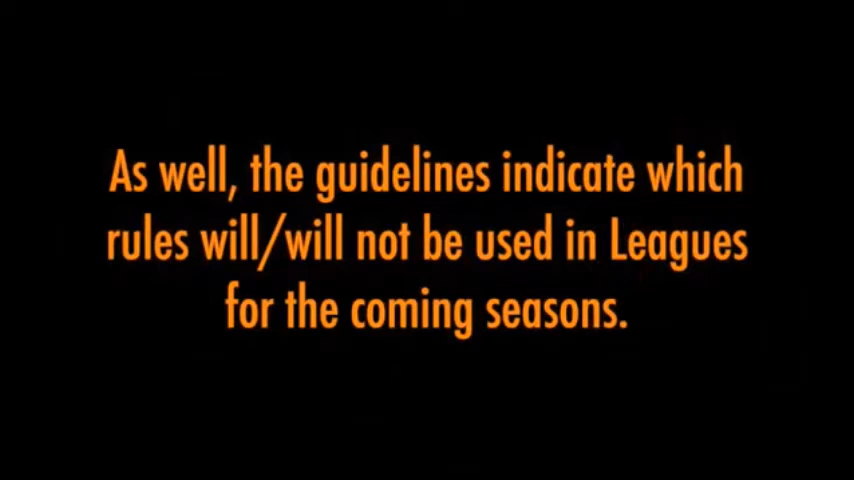 As well, the guidelines indicate which
rules will/will not be used in Leagues
for the coming seasons.